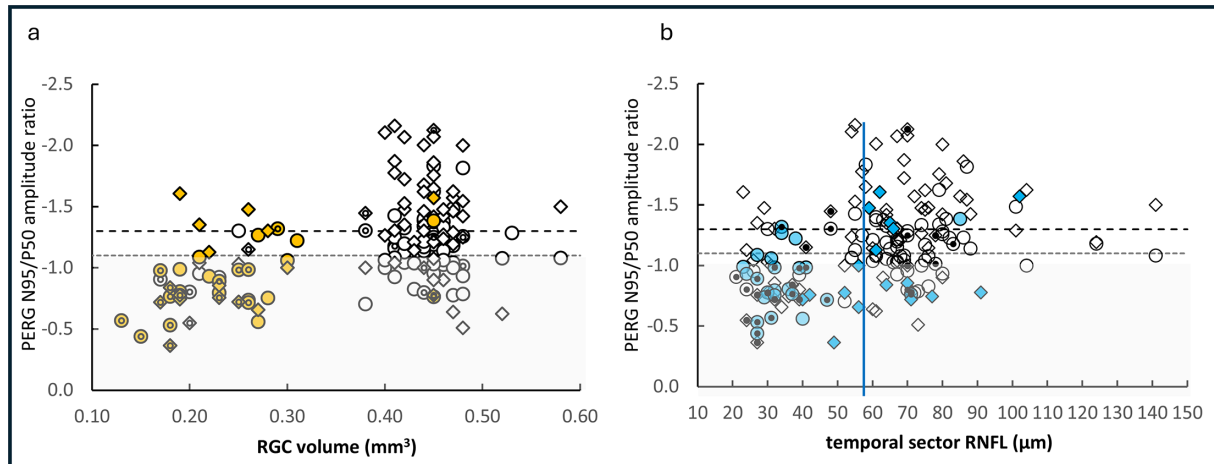 a
b
-2.5
-2.0
-1.5
-1.0
-0.5
0.0
PERG N95/P50 amplitude ratio
0.10 0.20 0.30 0.40 0.50 0.60
RGC volume (mm³)
-2.5
-2.0
-1.5
-1.0
-0.5
0.0
PERG N95/P50 amplitude ratio
10 20 30 40 50 60 70 80 90 100 110 120 130 140 150
temporal sector RNFL (μm)